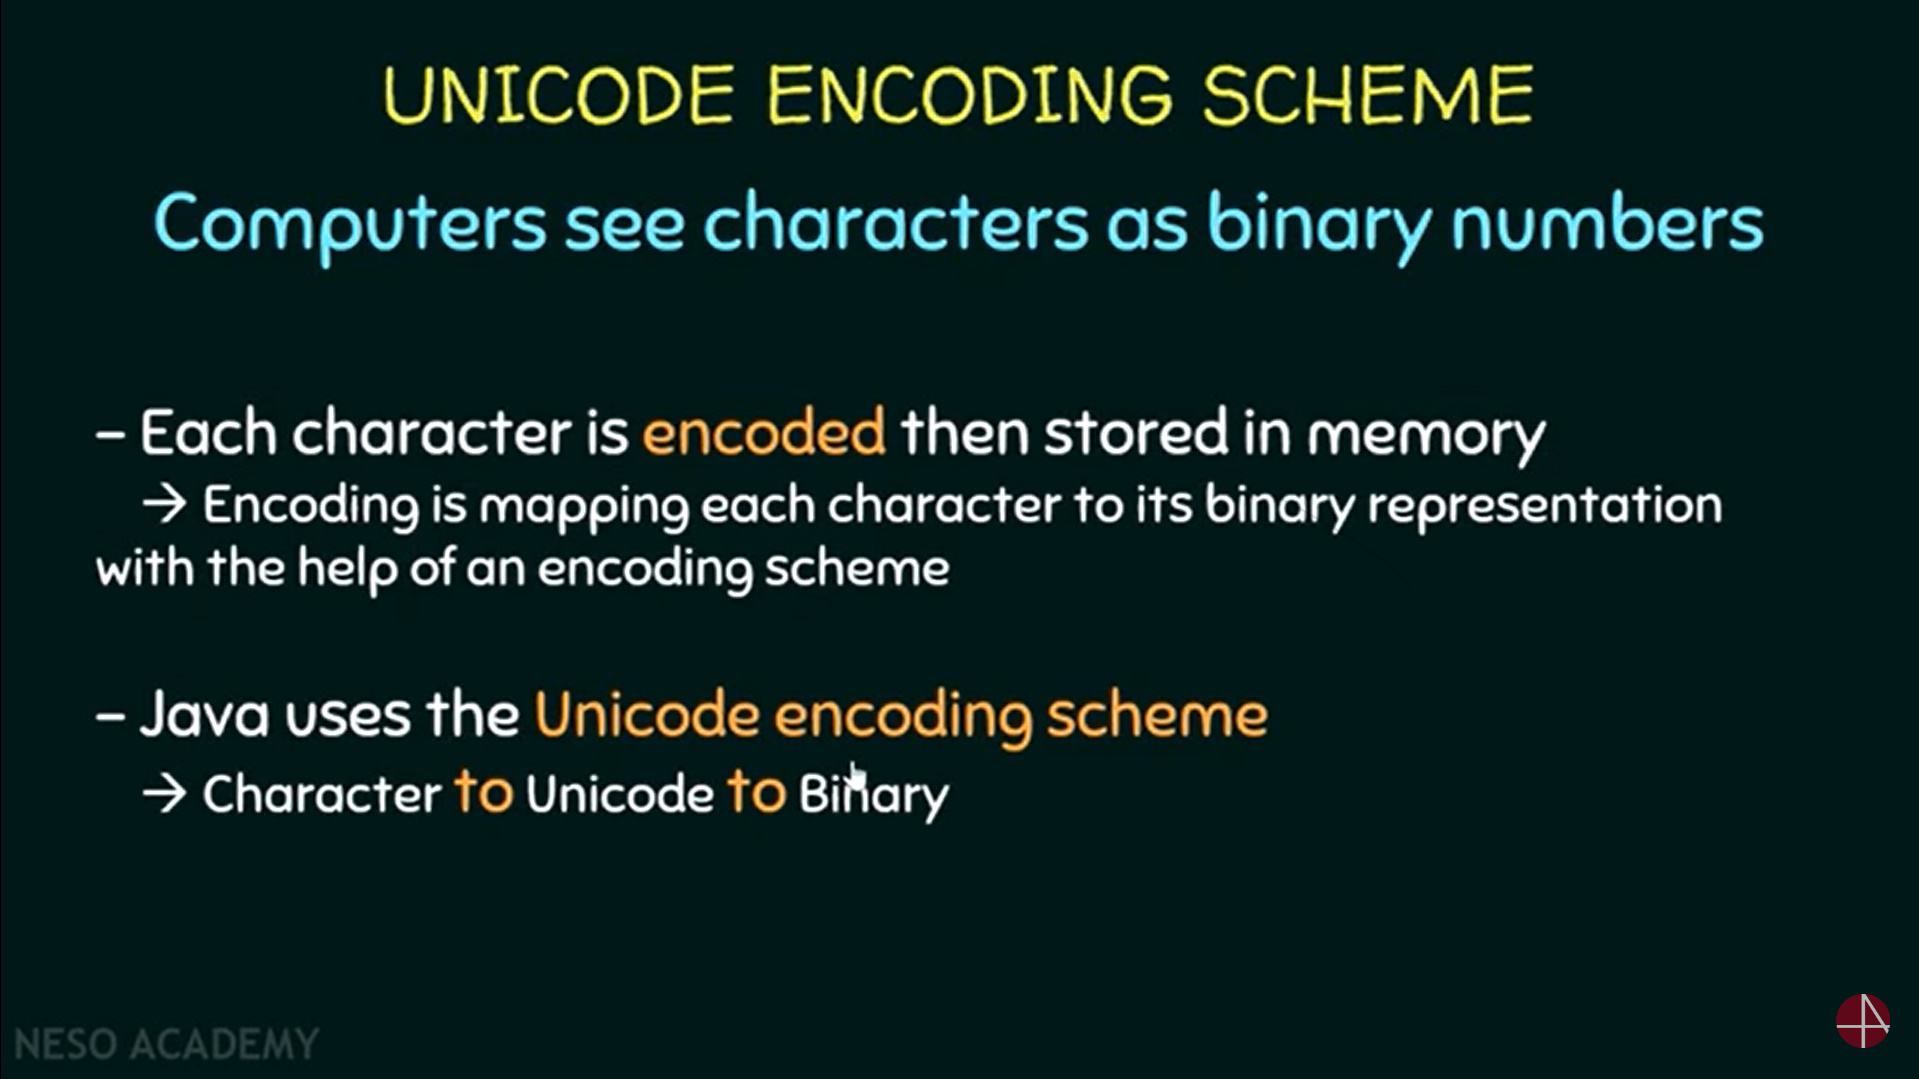 UNICODE ENCODING SCHEME
Computers see characters as binary numbers
– Each character is encoded then stored in memory
→ Encoding is mapping each character to its binary representation
with the help of an encoding scheme
– Java uses the Unicode encoding scheme
→ Character to Unicode to Binary
NESO ACADEMY